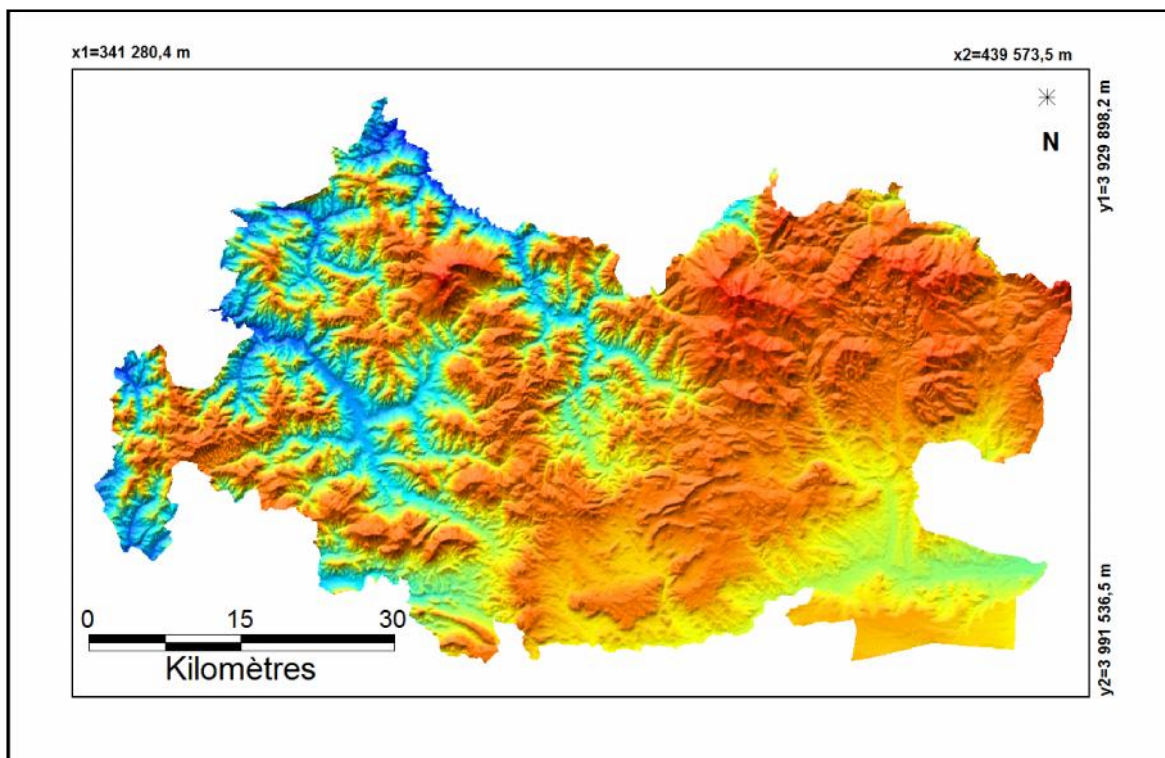 x1=341 280,4 m
x2=439 573,5 m
y1=3 929 898,2 m
N
0 15 30
Kilomètres
y2=3 991 536,5 m